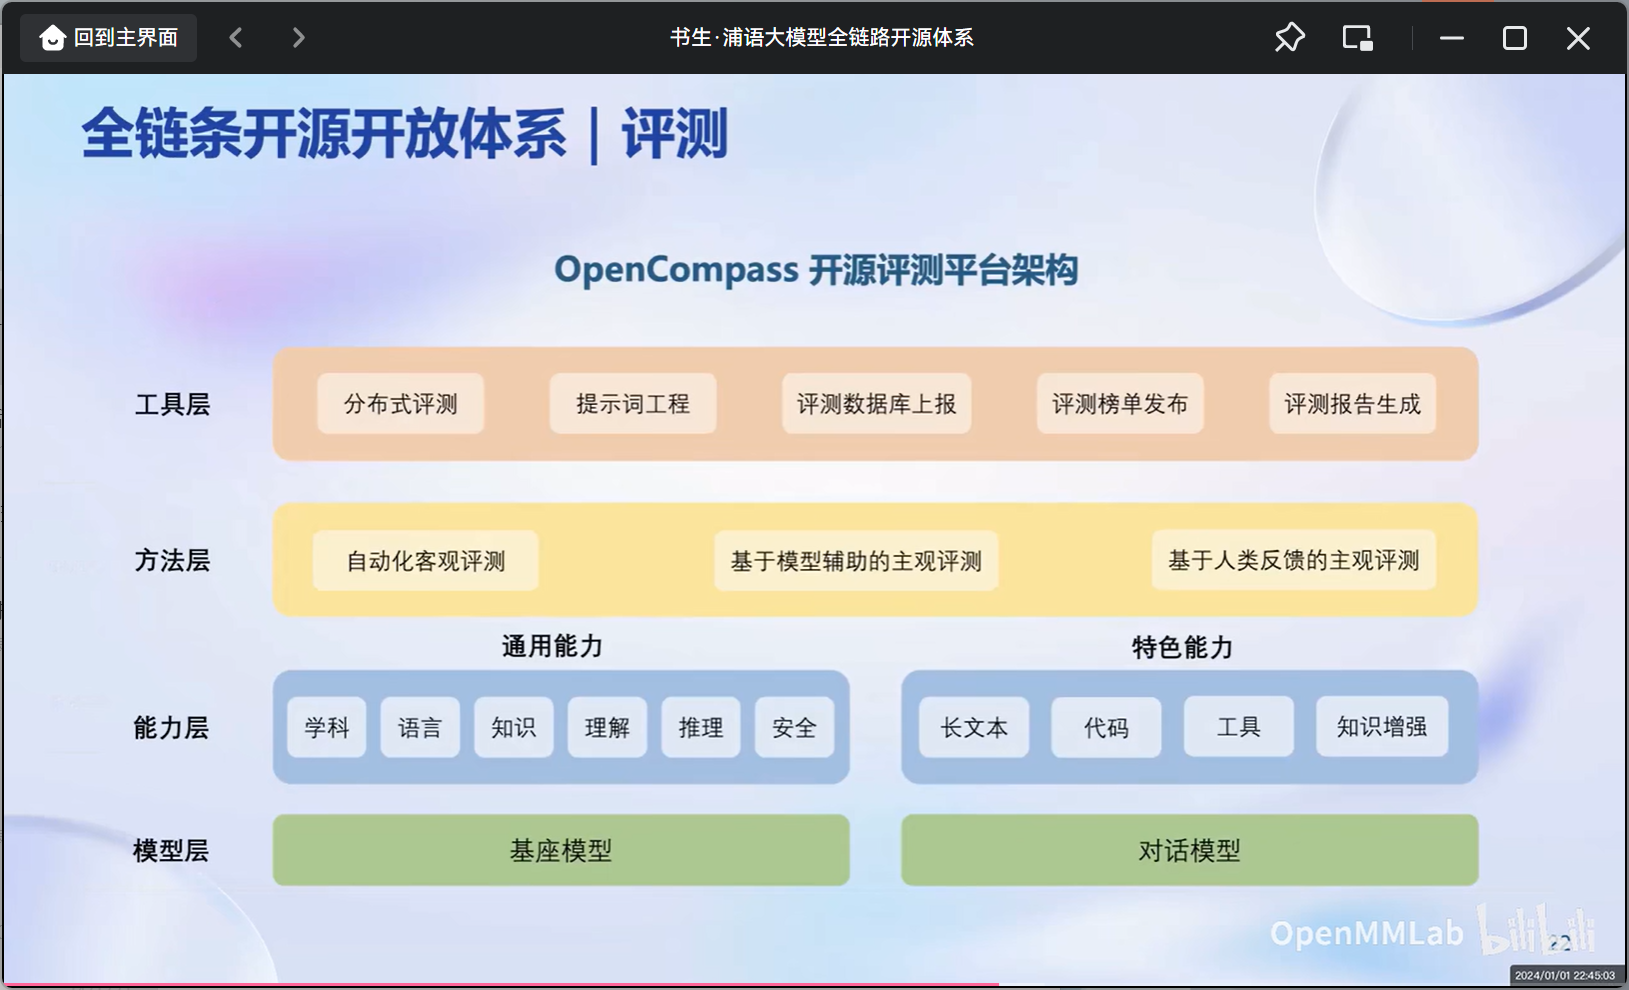 回到主界面
书生·浦语大模型全链路开源体系
全链条开源开放体系 | 评测
OpenCompass 开源评测平台架构
工具层
分布式评测 提示词工程 评测数据库上报 评测榜单发布 评测报告生成
方法层
自动化客观评测 基于模型辅助的主观评测 基于人类反馈的主观评测
通用能力 特色能力
能力层
学科 语言 知识 理解 推理 安全 长文本 代码 工具 知识增强
模型层
基座模型 对话模型
OpenMMLab bilibili
22
2024/01/01 22:45:03